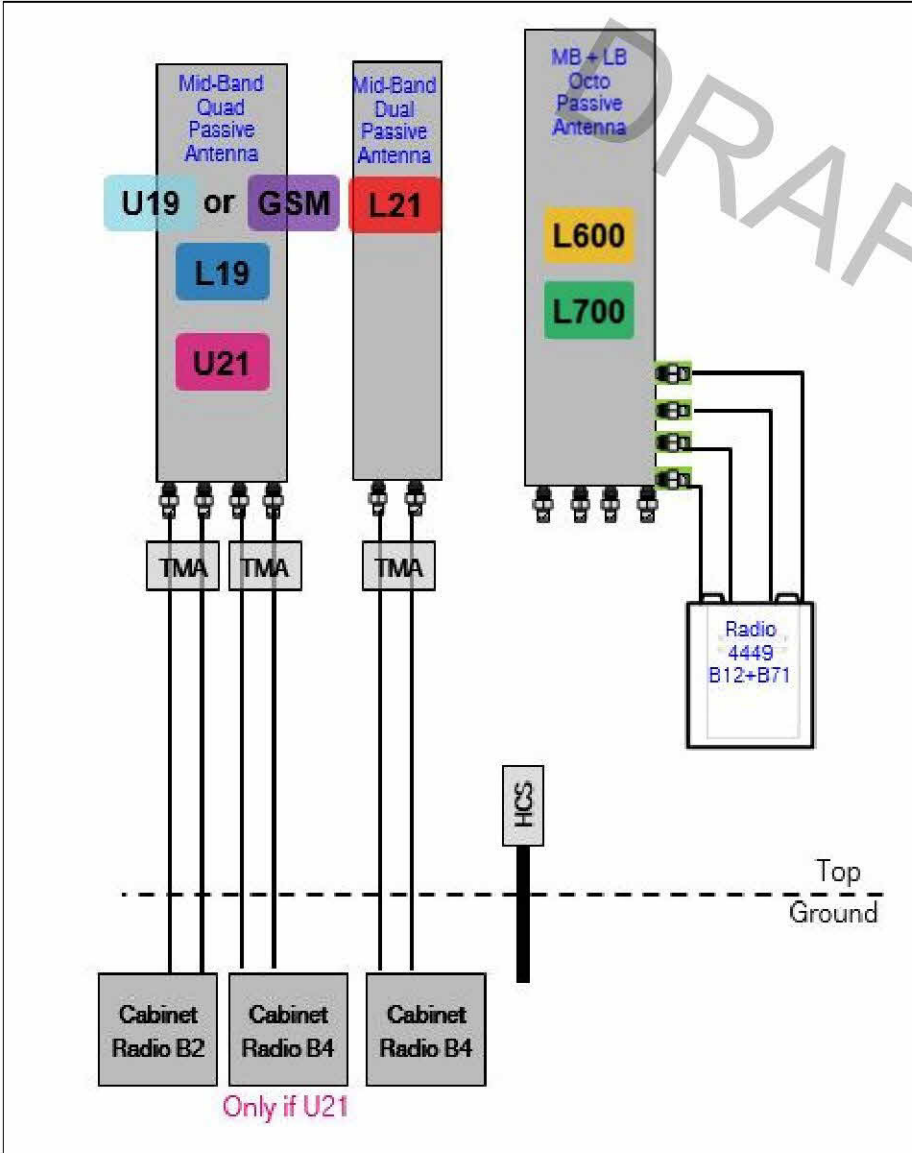 Mid-Band
Quad
Passive
Antenna
U19 or GSM
L19
U21
Mid-Band
Dual
Passive
Antenna
L21
MB + LB
Octo
Passive
Antenna
L600
L700
TMA
TMA
TMA
Radio
4449
B12+B71
HCS
Top
Ground
Cabinet
Radio B2
Cabinet
Radio B4
Cabinet
Radio B4
Only if U21